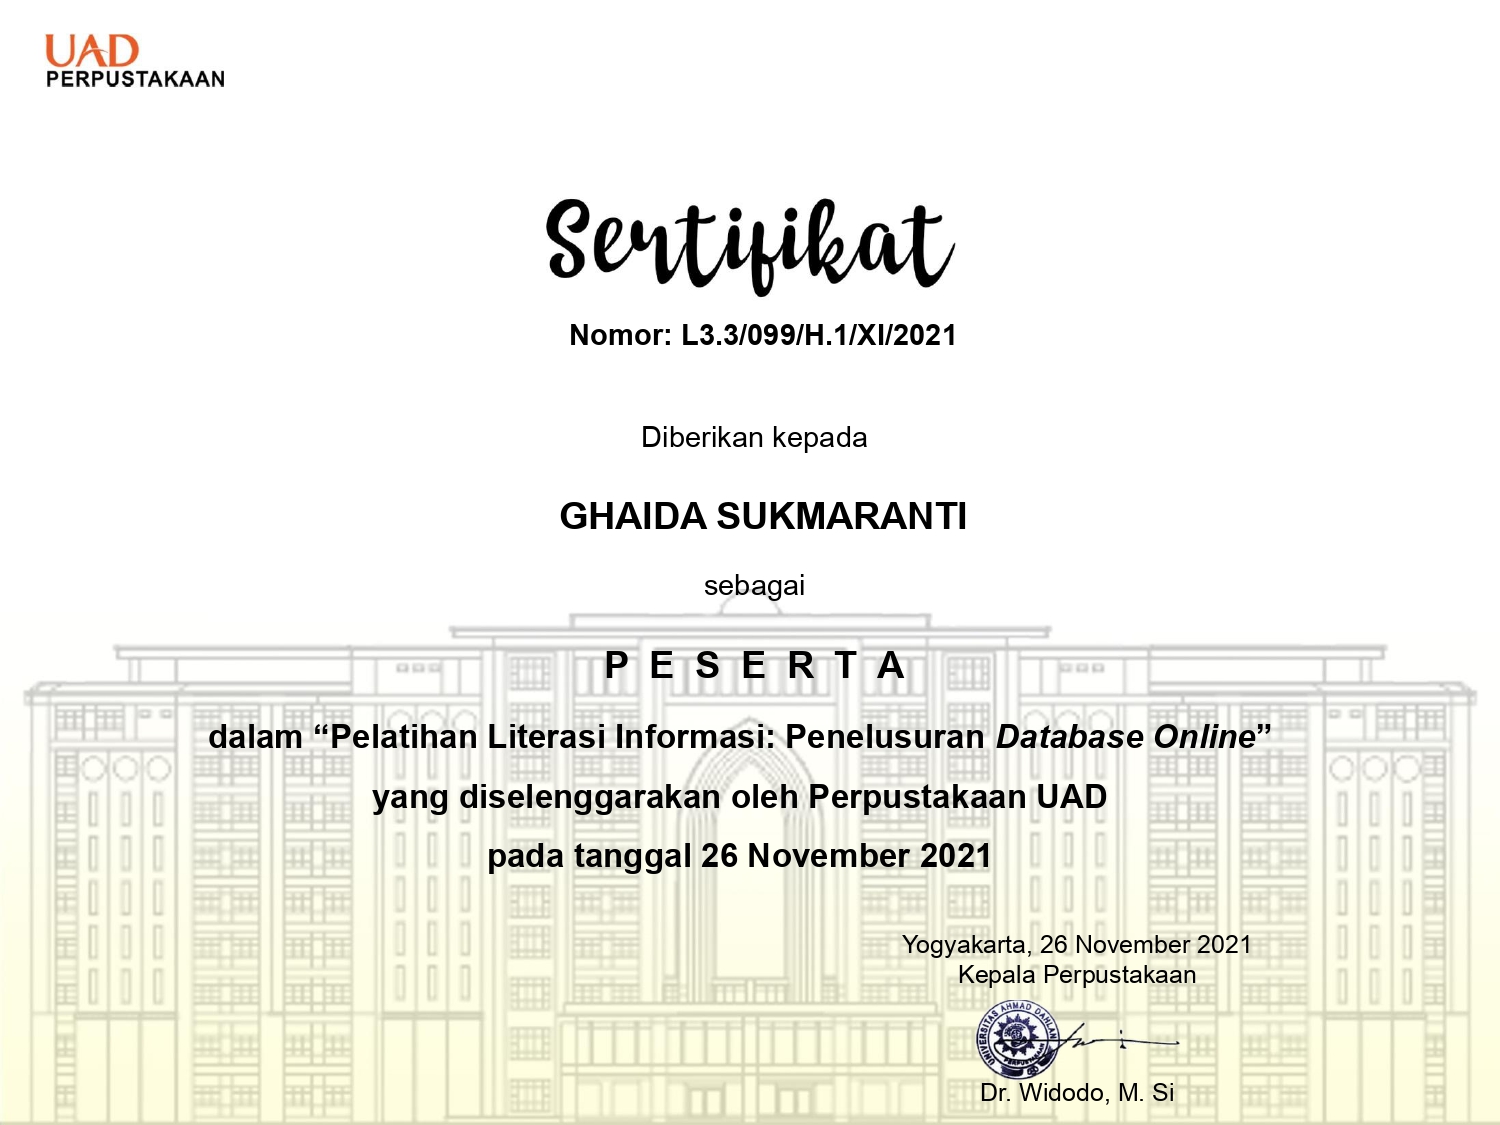 UAD
PERPUSTAKAAN
Sertifikat
Nomor: L3.3/099/H.1/XI/2021
Diberikan kepada
GHAIDA SUKMARANTI
sebagai
P E S E R T A
dalam “Pelatihan Literasi Informasi: Penelusuran Database Online”
yang diselenggarakan oleh Perpustakaan UAD
pada tanggal 26 November 2021
Yogyakarta, 26 November 2021
Kepala Perpustakaan
UNIVERSITAS AHMAD DAHLAN
PERPUSTAKAAN
Dr. Widodo, M. Si